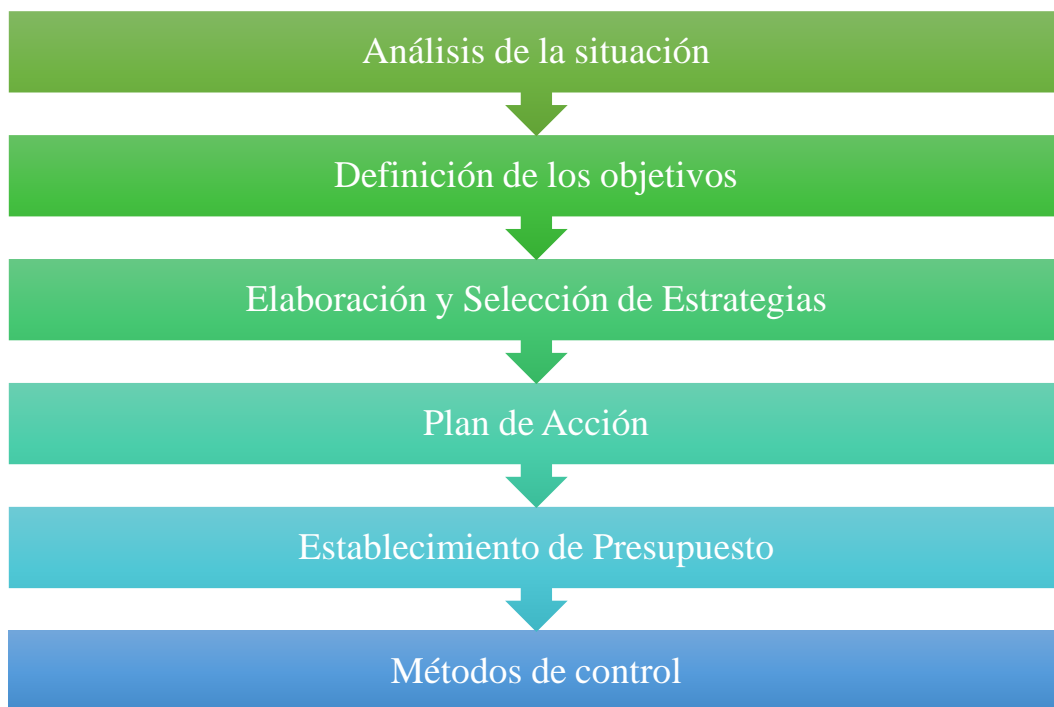 Análisis de la situación
Definición de los objetivos
Elaboración y Selección de Estrategias
Plan de Acción
Establecimiento de Presupuesto
Métodos de control